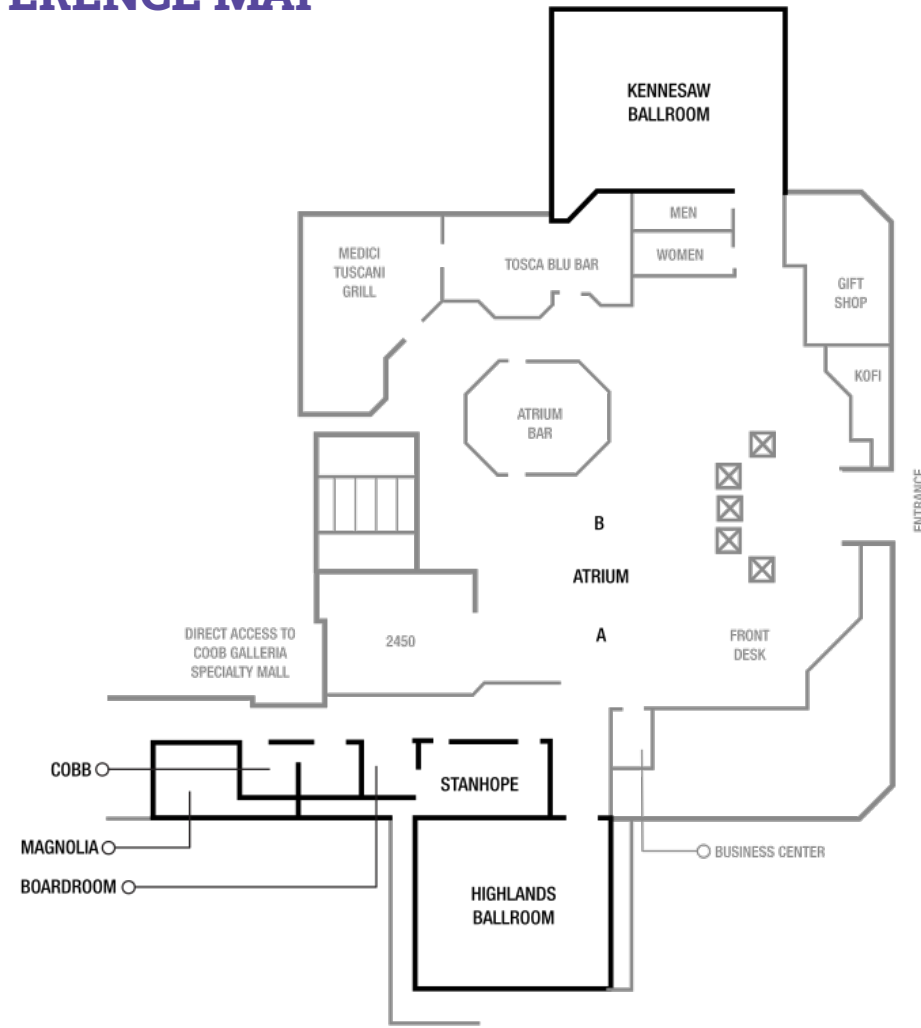 ERENCE MAP
KENNESAW
BALLROOM
MEN
WOMEN
MEDICI
TUSCANI
GRILL
TOSCA BLU BAR
GIFT
SHOP
KOFI
ATRIUM
BAR
ENTRANCE
B
ATRIUM
A
FRONT
DESK
2450
DIRECT ACCESS TO
COOB GALLERIA
SPECIALTY MALL
COBB
STANHOPE
MAGNOLIA
BUSINESS CENTER
BOARDROOM
HIGHLANDS
BALLROOM